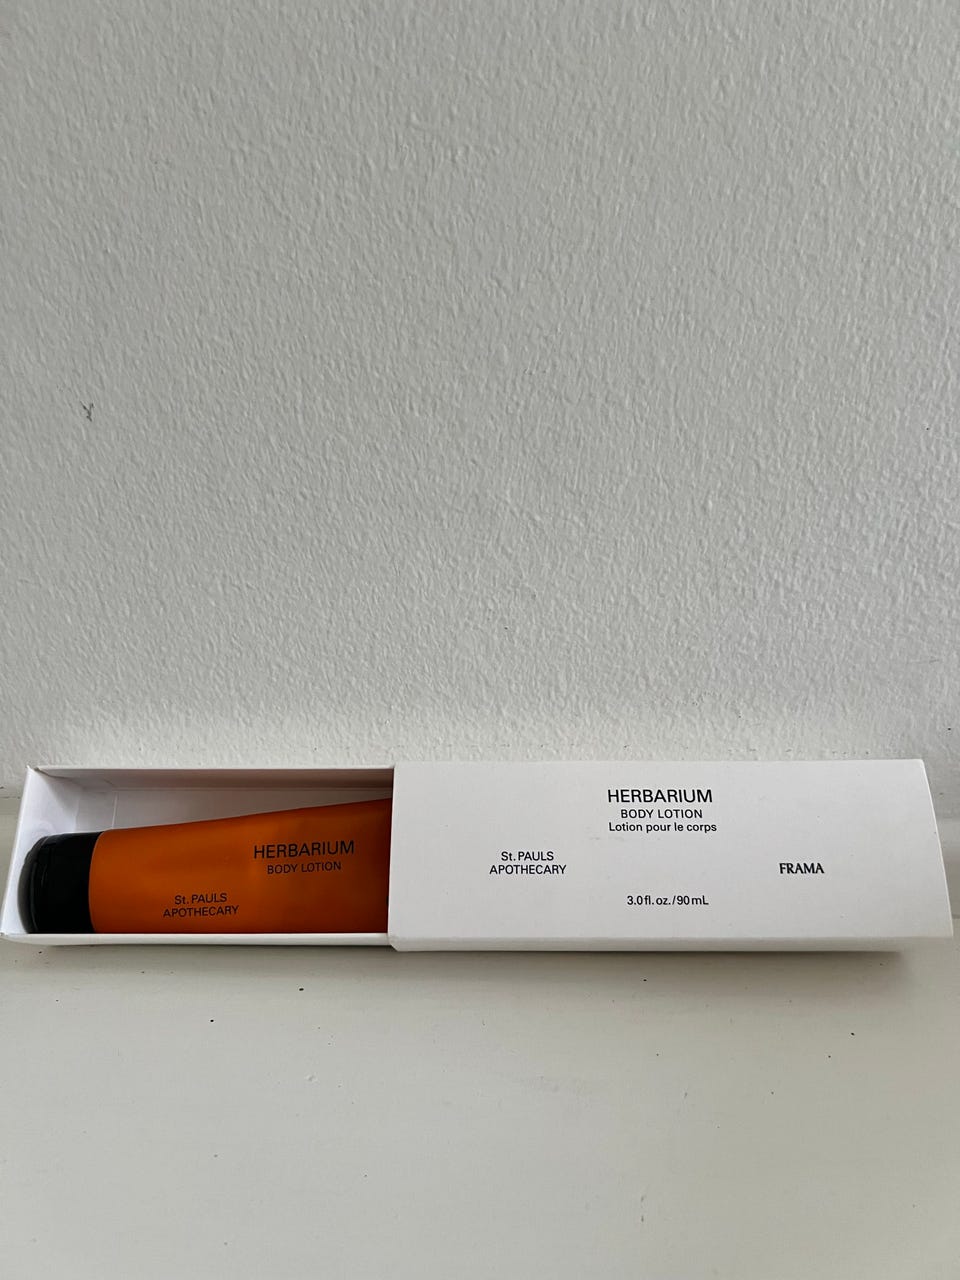 HERBARIUM
BODY LOTION
St. PAULS
APOTHECARY
HERBARIUM
BODY LOTION
Lotion pour le corps
St. PAULS
APOTHECARY
FRAMA
3.0 fl. oz./90 mL